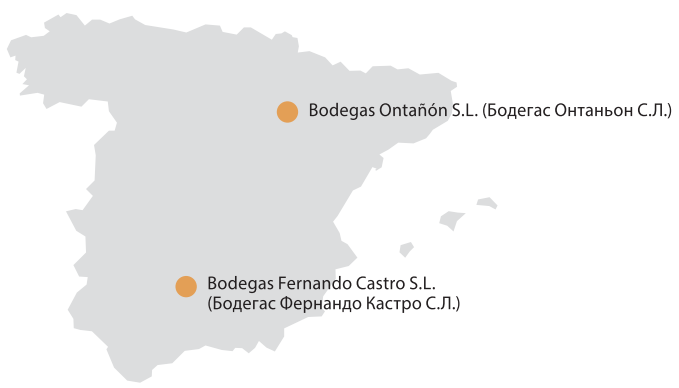 Bodegas Ontañón S.L. (Бодегас Онтаньон С.Л.)
Bodegas Fernando Castro S.L.
(Бодегас Фернандо Кастро С.Л.)